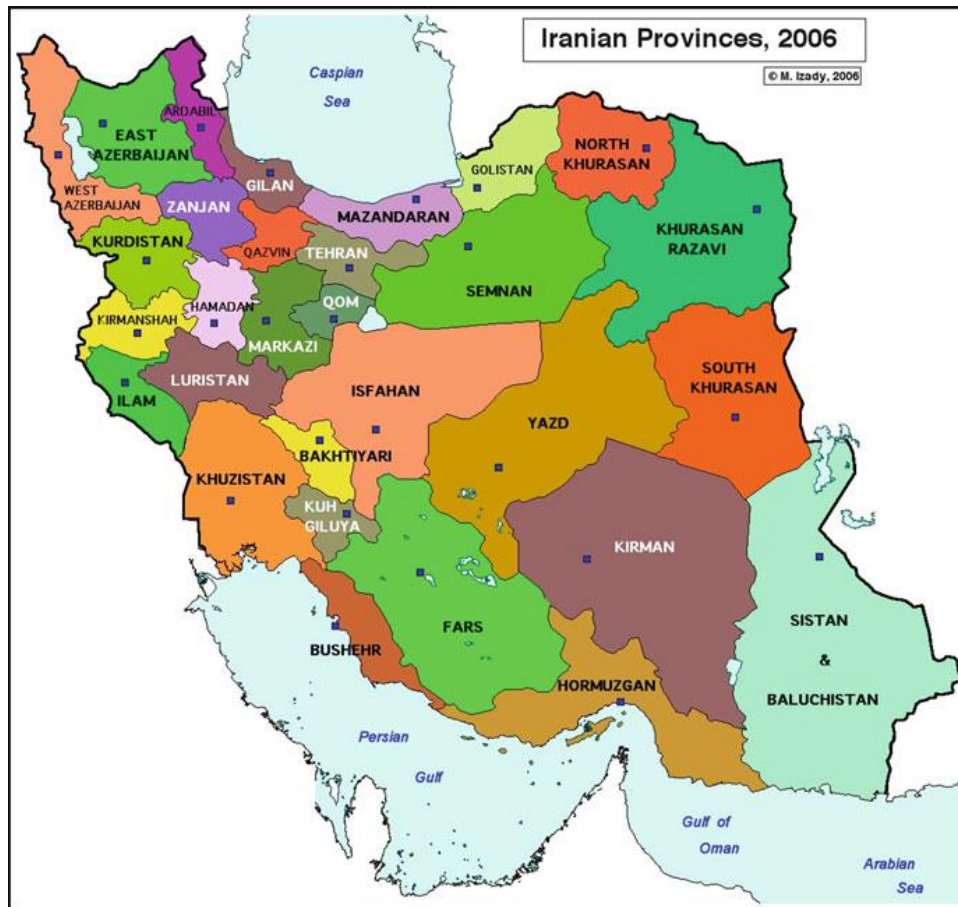 Iranian Provinces, 2006
© M. Izady, 2006
Caspian
Sea
ARDABIL
EAST
AZERBAIJAN
WEST
AZERBAIJAN
GILAN
ZANJAN
GOLISTAN
NORTH
KHURASAN
MAZANDARAN
KHURASAN
RAZAVI
KURDISTAN
QAZVIN
TEHRAN
SEMNAN
HAMADAN
QOM
KIRMANSHAH
MARKAZI
LURISTAN
ILAM
ISFAHAN
SOUTH
KHURASAN
YAZD
BAKHTIYARI
KHUZISTAN
KUH
GILUYA
KIRMAN
FARS
SISTAN
&
BALUCHISTAN
BUSHEHR
HORMUZGAN
Persian
Gulf
Gulf of
Oman
Arabian
Sea